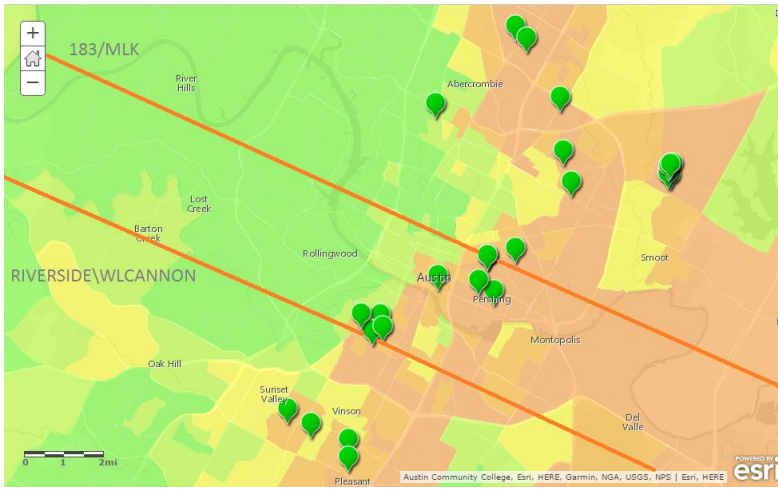 +
183/MLK
−
River
Hills
Abercrombie
Lost
Creek
Barton
Creek
Rollingwood
Smoot
RIVERSIDE\WLCANNON
Austin
Pershing
Montopolis
Oak Hill
Sunset
Valley
Vinson
Del
Valle
0 1 2mi
Pleasant
Austin Community College, Esri, HERE, Garmin, NGA, USGS, NPS | Esri, HERE
POWERED BY
esri